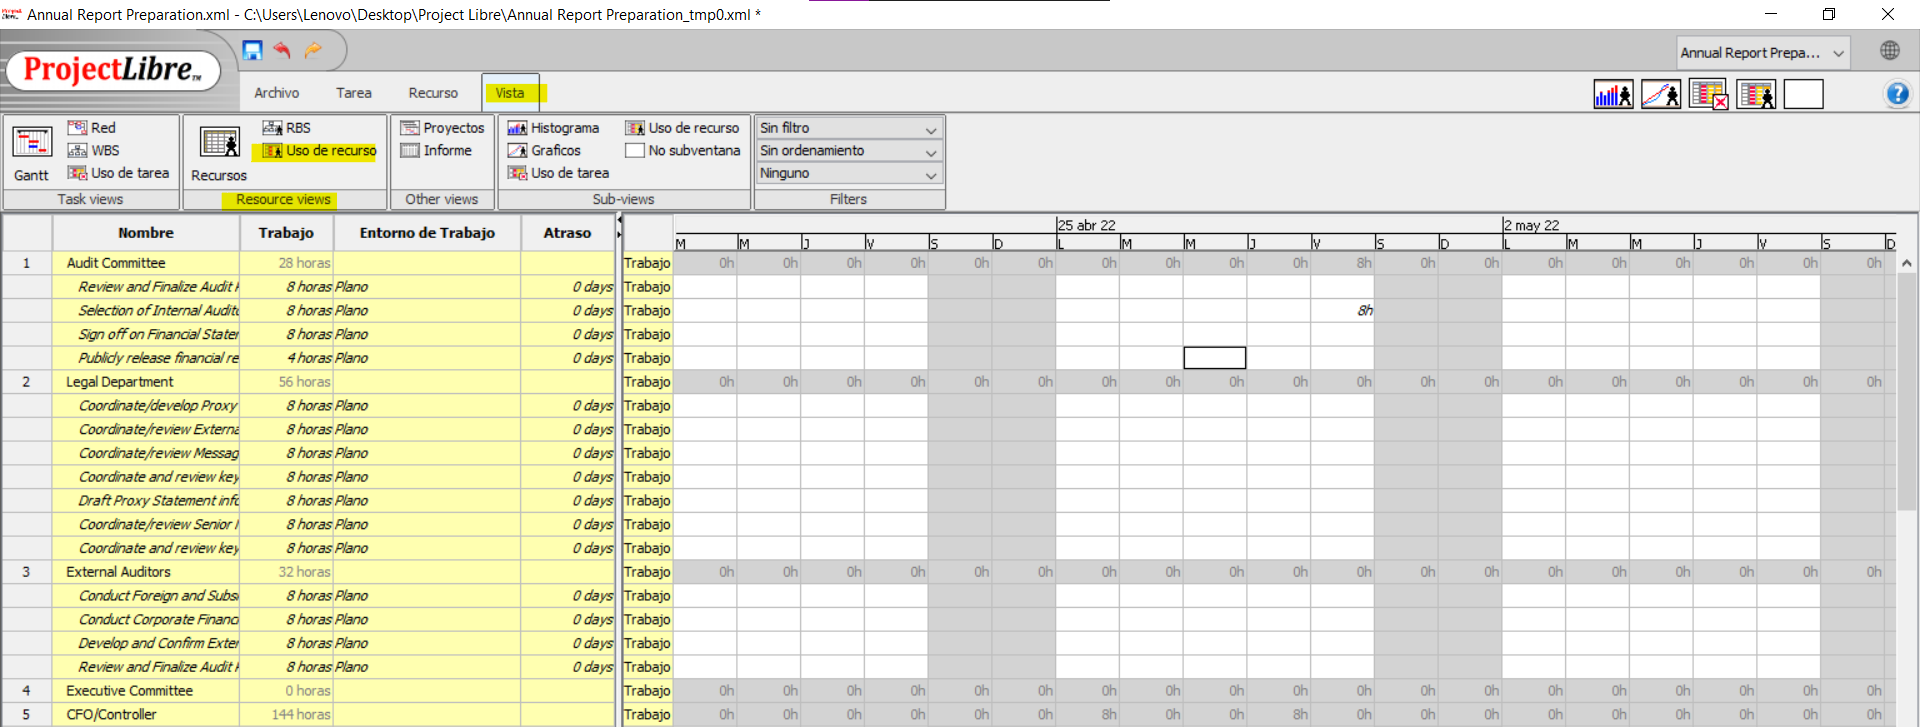 Annual Report Preparation.xml - C:\Users\Lenovo\Desktop\Project Libre\Annual Report Preparation_tmp0.xml *
ProjectLibre™
Annual Report Prepa...
Archivo Tarea Recurso Vista
Gantt
Red
WBS
Uso de tarea
Task views
Recursos
RBS
Uso de recurso
Resource views
Proyectos
Informe
Other views
Histograma
Graficos
Uso de tarea
Uso de recurso
No subventana
Sub-views
Sin filtro
Sin ordenamiento
Ninguno
Filters
25 abr 22 2 may 22
Nombre Trabajo Entorno de Trabajo Atraso M M J V S D L M M J V S D L M M J V S D
1 Audit Committee 28 horas Trabajo 0h 0h 0h 0h 0h 0h 0h 0h 0h 0h 8h 0h 0h 0h 0h 0h 0h 0h 0h
Review and Finalize Audit 8 horas Plano 0 days Trabajo
Selection of Internal Audit 8 horas Plano 0 days Trabajo 8h
Sign off on Financial Stater 8 horas Plano 0 days Trabajo
Publicly release financial re 4 horas Plano 0 days Trabajo
2 Legal Department 56 horas Trabajo 0h 0h 0h 0h 0h 0h 0h 0h 0h 0h 0h 0h 0h 0h 0h 0h 0h 0h 0h
Coordinate/develop Proxy 8 horas Plano 0 days Trabajo
Coordinate/review Externa 8 horas Plano 0 days Trabajo
Coordinate/review Messag 8 horas Plano 0 days Trabajo
Coordinate and review key 8 horas Plano 0 days Trabajo
Draft Proxy Statement info 8 horas Plano 0 days Trabajo
Coordinate/review Senior 8 horas Plano 0 days Trabajo
Coordinate and review key 8 horas Plano 0 days Trabajo
3 External Auditors 32 horas Trabajo 0h 0h 0h 0h 0h 0h 0h 0h 0h 0h 0h 0h 0h 0h 0h 0h 0h 0h 0h
Conduct Foreign and Subs 8 horas Plano 0 days Trabajo
Conduct Corporate Financ 8 horas Plano 0 days Trabajo
Develop and Confirm Exter 8 horas Plano 0 days Trabajo
Review and Finalize Audit 8 horas Plano 0 days Trabajo
4 Executive Committee 0 horas Trabajo 0h 0h 0h 0h 0h 0h 0h 0h 0h 0h 0h 0h 0h 0h 0h 0h 0h 0h 0h
5 CFO/Controller 144 horas Trabajo 0h 0h 0h 0h 0h 0h 8h 0h 0h 8h 0h 0h 0h 0h 0h 0h 0h 0h 0h